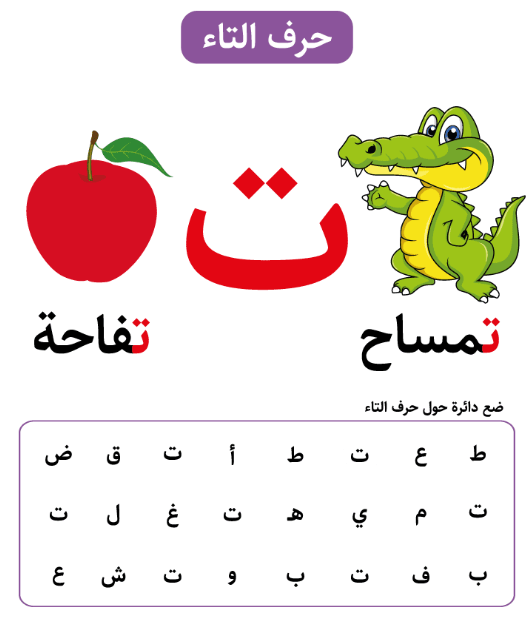 حرف التاء
ت
تمساح تفاحة
ضع دائرة حول حرف التاء
ط ع ت ط أ ت ق ض
ت م ي هـ ت غ ل ت
ب ف ت ب و ت ش ع